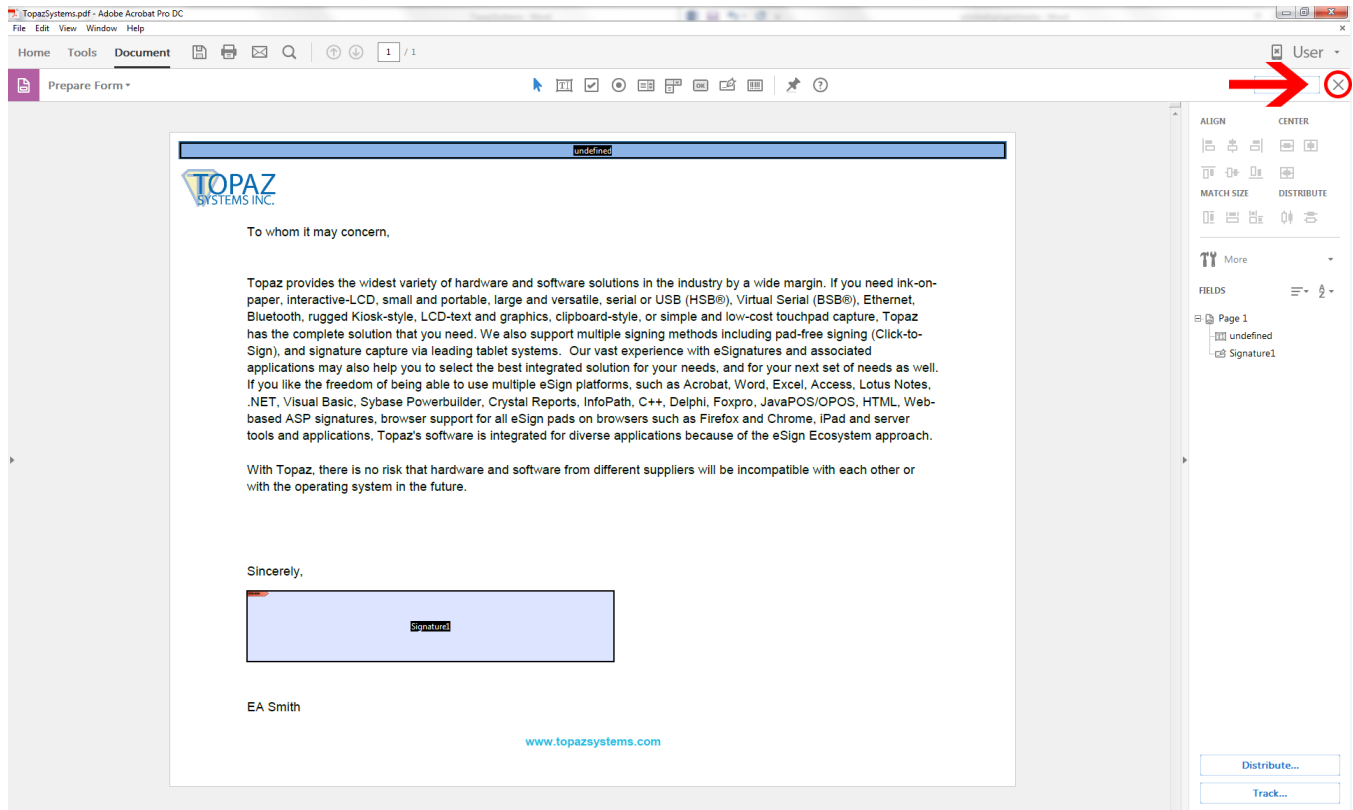 TopazSystems.pdf - Adobe Acrobat Pro DC
File Edit View Window Help
Home Tools Document 1 / 1 User
Prepare Form
ALIGN CENTER
MATCH SIZE DISTRIBUTE
More
FIELDS
Page 1
undefined
Signature1
undefined
TOPAZ
SYSTEMS INC.
To whom it may concern,
Topaz provides the widest variety of hardware and software solutions in the industry by a wide margin. If you need ink-on-
paper, interactive-LCD, small and portable, large and versatile, serial or USB (HSB®), Virtual Serial (BSB®), Ethernet,
Bluetooth, rugged Kiosk-style, LCD-text and graphics, clipboard-style, or simple and low-cost touchpad capture, Topaz
has the complete solution that you need. We also support multiple signing methods including pad-free signing (Click-to-
Sign), and signature capture via leading tablet systems.  Our vast experience with eSignatures and associated
applications may also help you to select the best integrated solution for your needs, and for your next set of needs as well.
If you like the freedom of being able to use multiple eSign platforms, such as Acrobat, Word, Excel, Access, Lotus Notes,
.NET, Visual Basic, Sybase Powerbuilder, Crystal Reports, InfoPath, C++, Delphi, Foxpro, JavaPOS/OPOS, HTML, Web-
based ASP signatures, browser support for all eSign pads on browsers such as Firefox and Chrome, iPad and server
tools and applications, Topaz's software is integrated for diverse applications because of the eSign Ecosystem approach.
With Topaz, there is no risk that hardware and software from different suppliers will be incompatible with each other or
with the operating system in the future.
Sincerely,
Signature1
EA Smith
www.topazsystems.com
Distribute...
Track...